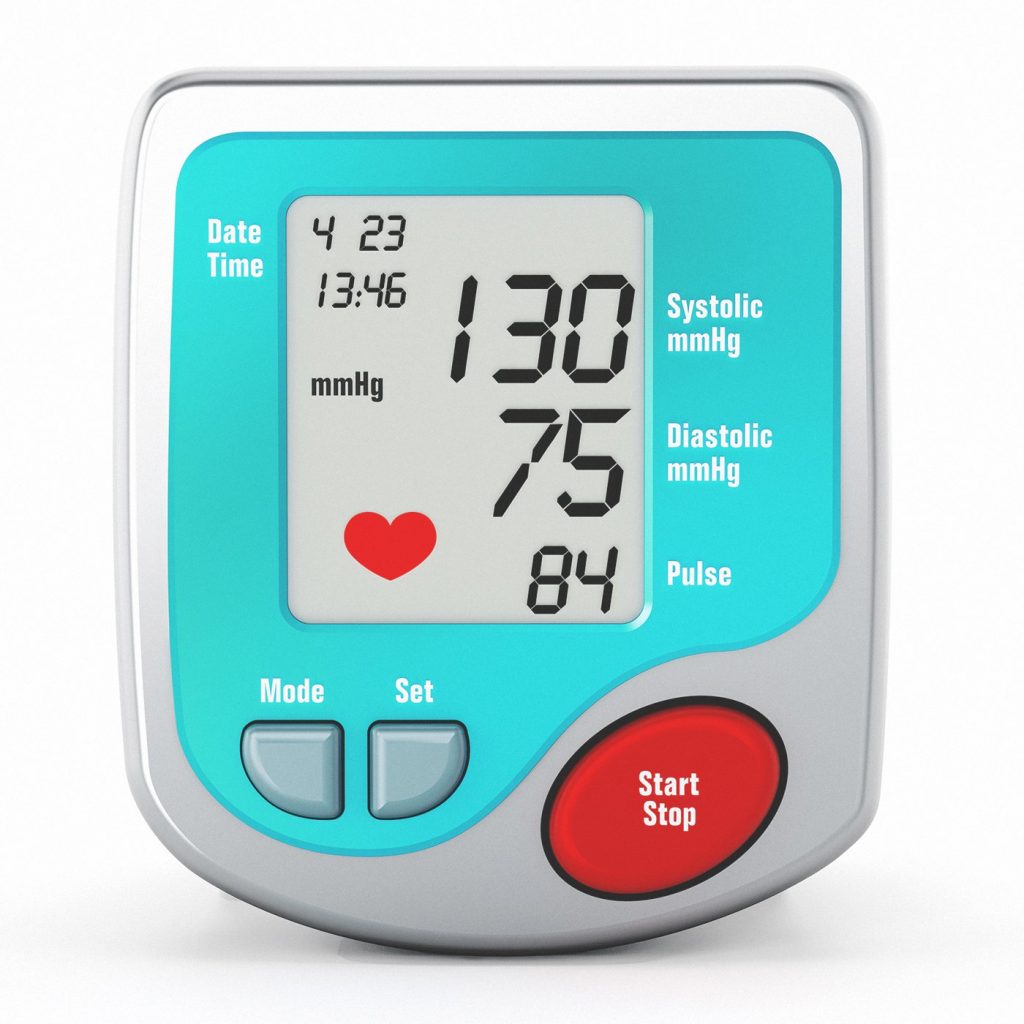 Date
Time
4 23
13:46
130
Systolic
mmHg
mmHg
75
Diastolic
mmHg
84
Pulse
Mode
Set
Start
Stop